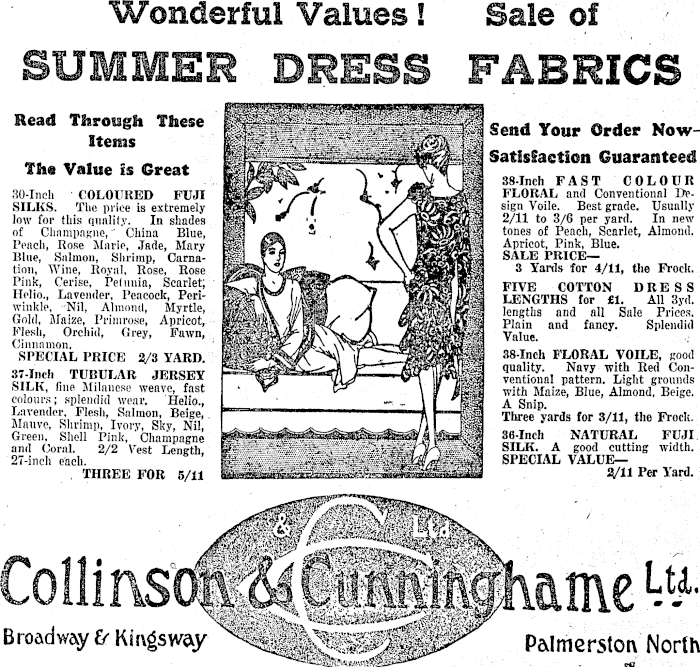 Wonderful Values! Sale of
SUMMER DRESS FABRICS
Read Through These
Items
The Value is Great
30-Inch COLOURED FUJI
SILKS. The price is extremely
low for this quality. In shades
of Champagne, China Blue,
Peach, Rose Marie, Jade, Mary
Blue, Salmon, Shrimp, Carna-
tion, Wine, Royal, Rose, Rose
Pink, Cerise, Petunia, Scarlet,
Helio., Lavender, Peacock, Peri-
winkle, Nil, Almond, Myrtle,
Gold, Maize, Primrose, Apricot,
Flesh, Orchid, Grey, Fawn,
Cinnamon.
SPECIAL PRICE 2/3 YARD.
37-Inch TUBULAR JERSEY
SILK, fine Milanese weave, fast
colours; splendid wear. Helio.,
Lavender, Flesh, Salmon, Beige,
Mauve, Shrimp, Ivory, Sky, Nil,
Green, Shell Pink, Champagne
and Coral. 2/2 Vest Length,
27-inch each.
THREE FOR 5/11
Send Your Order Now-
Satisfaction Guaranteed
38-Inch FAST COLOUR
FLORAL and Conventional De-
sign Voile. Best grade. Usually
2/11 to 3/6 per yard. In new
tones of Peach, Scarlet, Almond,
Apricot, Pink, Blue.
SALE PRICE—
3 Yards for 4/11, the Frock.
FIVE COTTON DRESS
LENGTHS for £1. All 3yd.
lengths and all Sale Prices.
Plain and fancy. Splendid
Value.
38-Inch FLORAL VOILE, good
quality. Navy with Red Con-
ventional pattern. Light grounds
with Maize, Blue, Almond, Beige.
A Snip.
Three yards for 3/11, the Frock.
36-Inch NATURAL FUJI
SILK. A good cutting width.
SPECIAL VALUE—
2/11 Per Yard.
& Ltd
Collinson & Cunninghame Ltd.
Broadway & Kingsway
Palmerston North